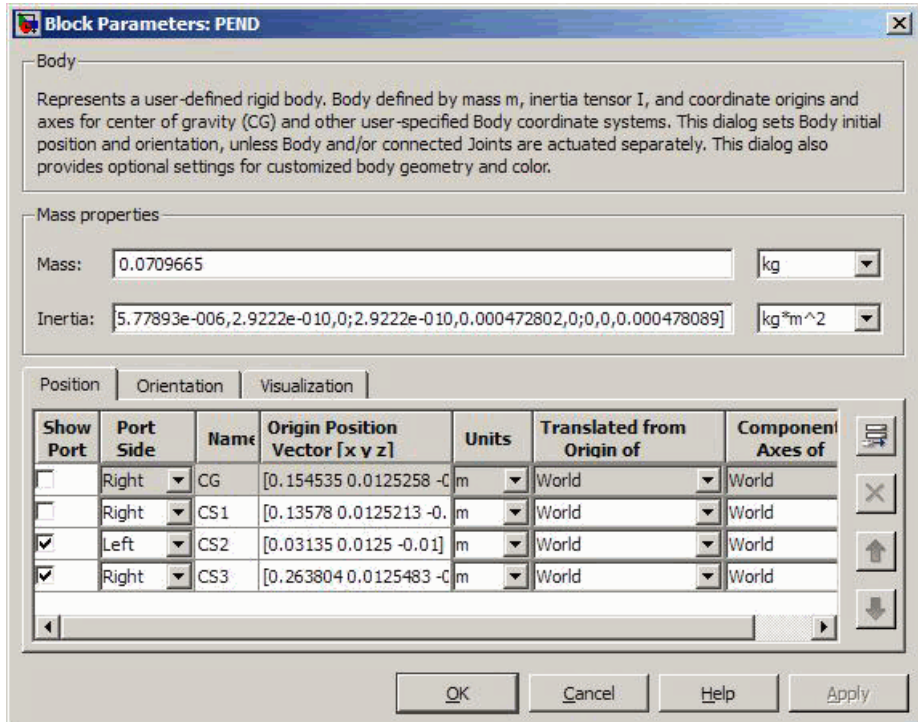 Block Parameters: PEND
Body
Represents a user-defined rigid body. Body defined by mass m, inertia tensor I, and coordinate origins and
axes for center of gravity (CG) and other user-specified Body coordinate systems. This dialog sets Body initial
position and orientation, unless Body and/or connected Joints are actuated separately. This dialog also
provides optional settings for customized body geometry and color.
Mass properties
Mass: 0.0709665 kg
Inertia: [5.77893e-006,2.9222e-010,0;2.9222e-010,0.000472802,0;0,0,0.000478089] kg*m^2
Position Orientation Visualization
Show Port Port Side Name Origin Position Vector [x y z] Units Translated from Origin of Component Axes of
Right CG [0.154535 0.0125258 -0 m World World
Right CS1 [0.13578 0.0125213 -0. m World World
Left CS2 [0.03135 0.0125 -0.01] m World World
Right CS3 [0.263804 0.0125483 -0 m World World
OK Cancel Help Apply